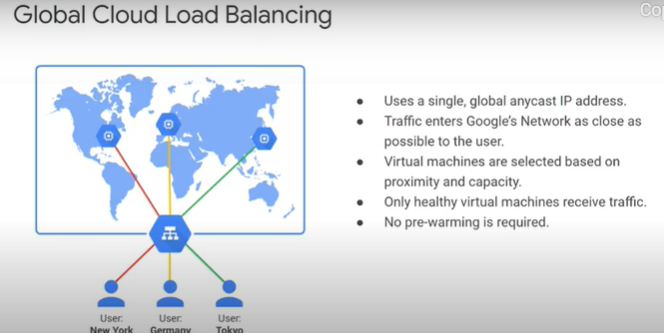 Global Cloud Load Balancing
Uses a single, global anycast IP address.
Traffic enters Google's Network as close as
possible to the user.
Virtual machines are selected based on
proximity and capacity.
Only healthy virtual machines receive traffic.
No pre-warming is required.
User:
New York
User:
Germany
User:
Tokyo